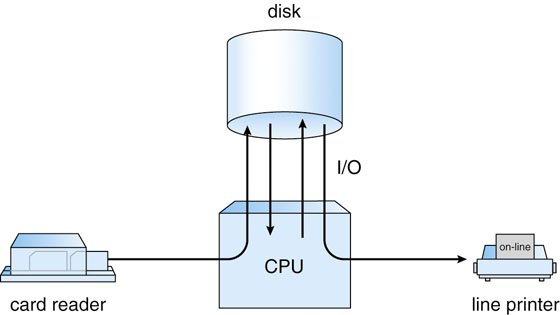 disk
I/O
CPU
on-line
card reader
line printer